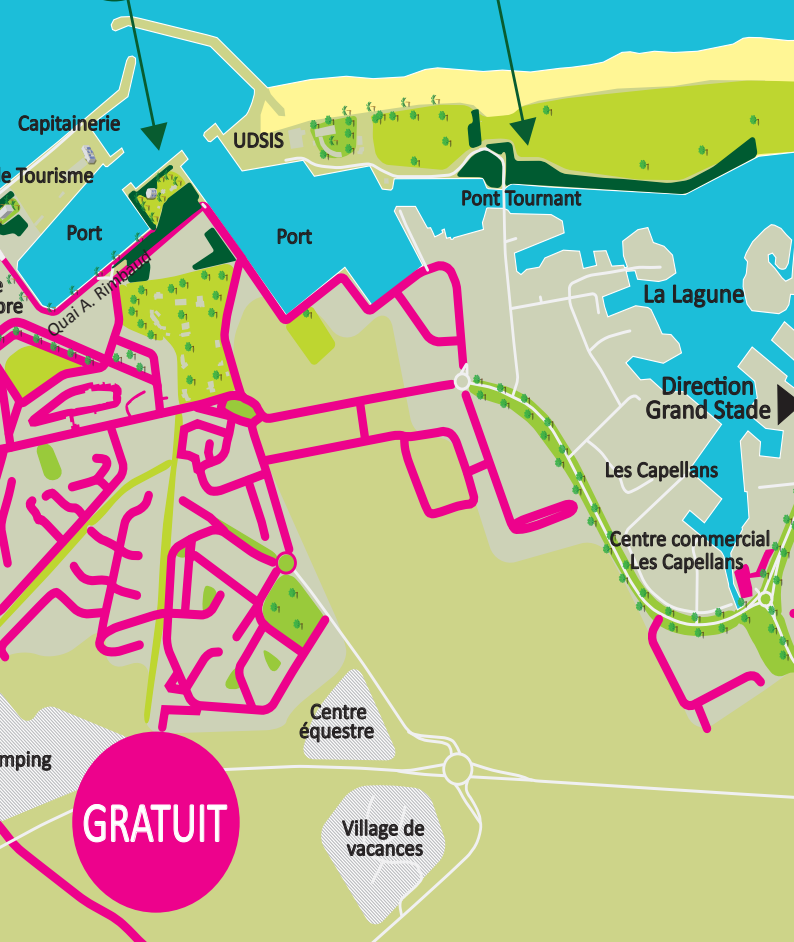 Capitainerie
UDSIS
Tourisme
Pont Tournant
Port
Port
Quai A. Rimbaud
La Lagune
Direction
Grand Stade
Les Capellans
Centre commercial
Les Capellans
Centre
équestre
GRATUIT
Village de
vacances